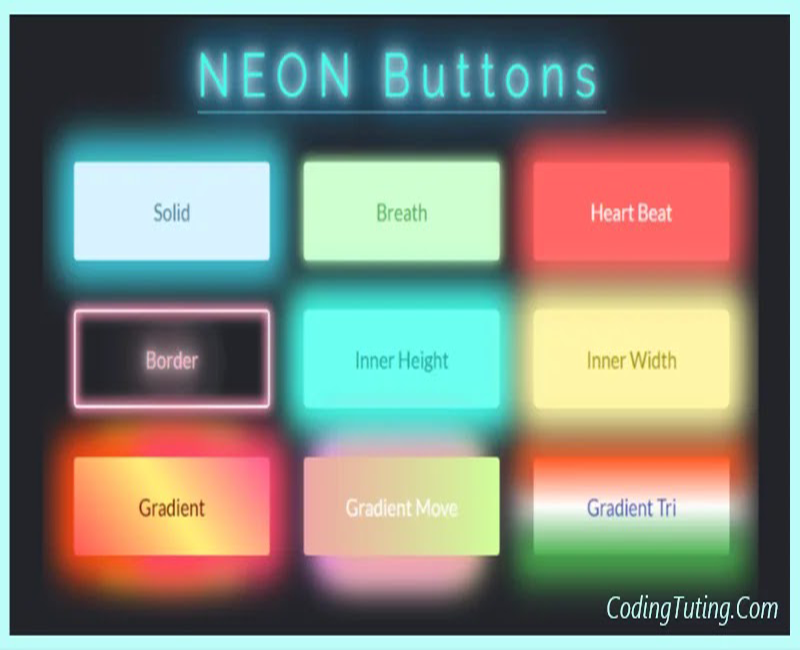 NEON Buttons
Solid
Breath
Heart Beat
Border
Inner Height
Inner Width
Gradient
Gradient Move
Gradient Tri
CodingTuting.Com